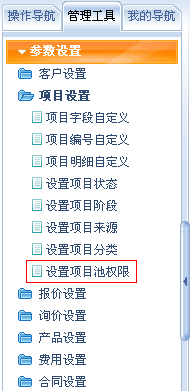 操作导航 管理工具 我的导航
参数设置
客户设置
项目设置
项目字段自定义
项目编号自定义
项目明细自定义
设置项目状态
设置项目阶段
设置项目来源
设置项目分类
设置项目池权限
报价设置
询价设置
产品设置
费用设置
合同设置